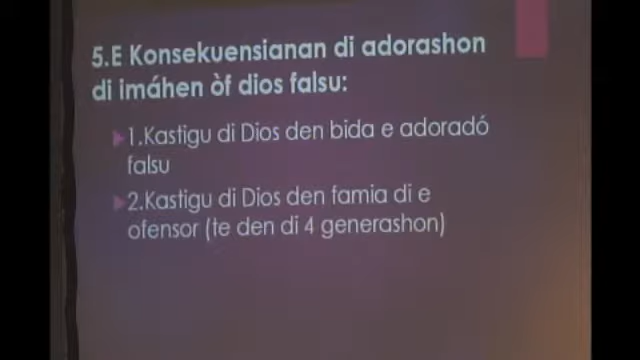 5.E Konsekuensianan di adorashon
di imáhen òf dios falsu:
1.Kastigu di Dios den bida e adoradó
falsu
2.Kastigu di Dios den famia di e
ofensor (te den di 4 generashon)